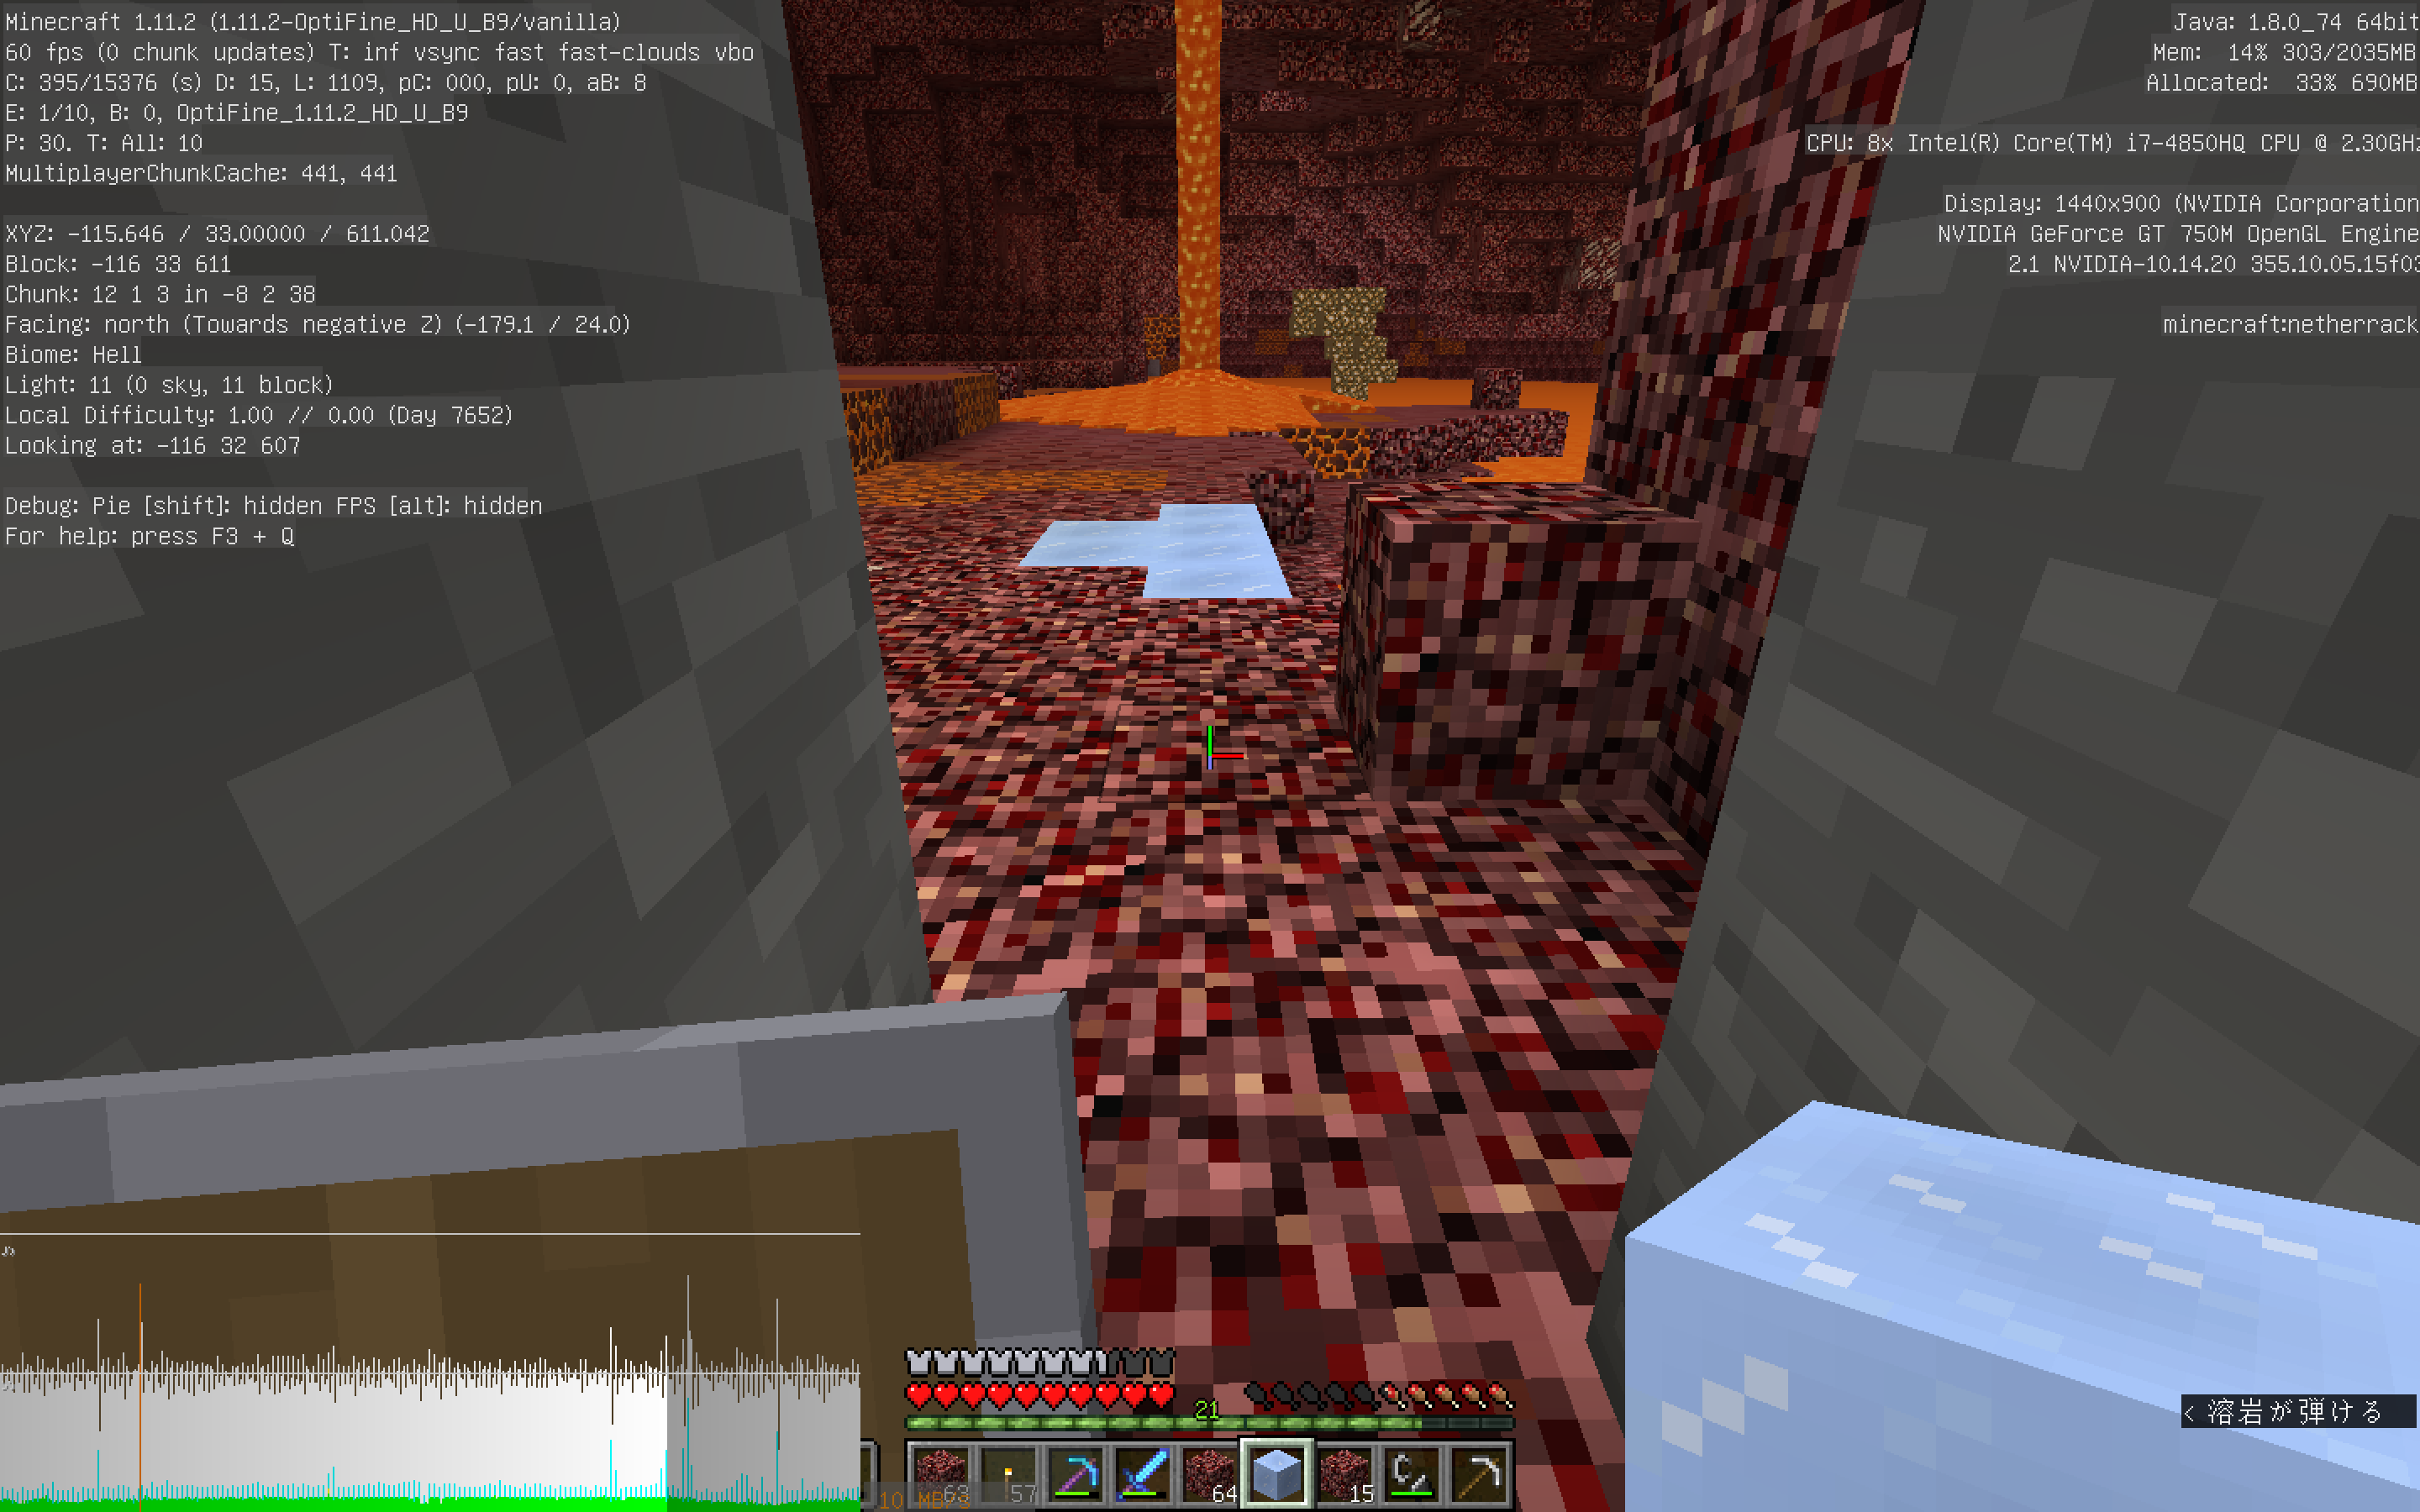 Minecraft 1.11.2 (1.11.2-OptiFine_HD_U_B9/vanilla)
60 fps (0 chunk updates) T: inf vsync fast fast-clouds vbo
C: 395/15376 (s) D: 15, L: 1109, pC: 000, pU: 0, aB: 8
E: 1/10, B: 0, OptiFine_1.11.2_HD_U_B9
P: 30. T: All: 10
MultiplayerChunkCache: 441, 441
XYZ: -115.646 / 33.00000 / 611.042
Block: -116 33 611
Chunk: 12 1 3 in -8 2 38
Facing: north (Towards negative Z) (-179.1 / 24.0)
Biome: Hell
Light: 11 (0 sky, 11 block)
Local Difficulty: 1.00 // 0.00 (Day 7652)
Looking at: -116 32 607
Debug: Pie [shift]: hidden FPS [alt]: hidden
For help: press F3 + Q
Java: 1.8.0_74 64bit
Mem: 14% 303/2035MB
Allocated: 33% 690MB
CPU: 8x Intel(R) Core(TM) i7-4850HQ CPU @ 2.30GHz
Display: 1440x900 (NVIDIA Corporation
NVIDIA GeForce GT 750M OpenGL Engine
2.1 NVIDIA-10.14.20 355.10.05.15f03
minecraft:netherrack
< 溶岩が弾ける
21
63 57 64 15
10 MB/s